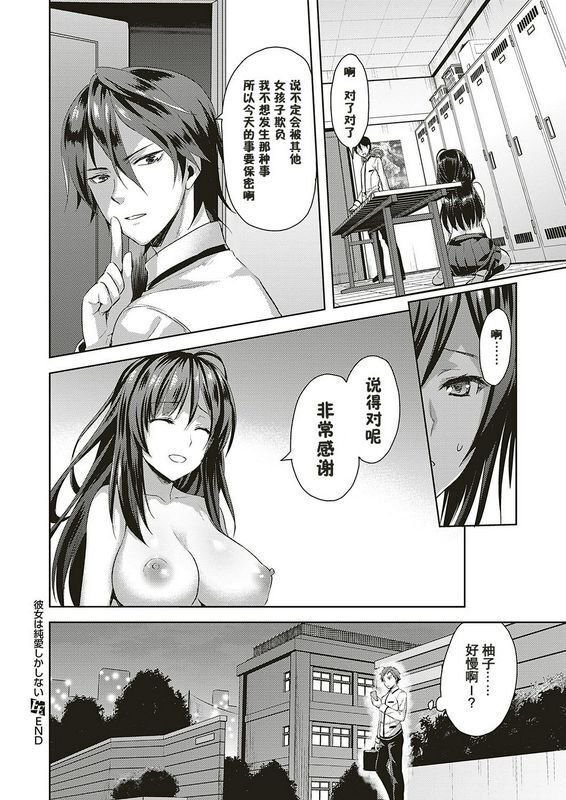 啊 对了对了
说不定会被其他
女孩子欺负
我不想发生那种事
所以今天的事要保密啊
啊……
说得对呢
非常感谢
柚子……
好慢啊ー?
彼女は純愛しかしない
END